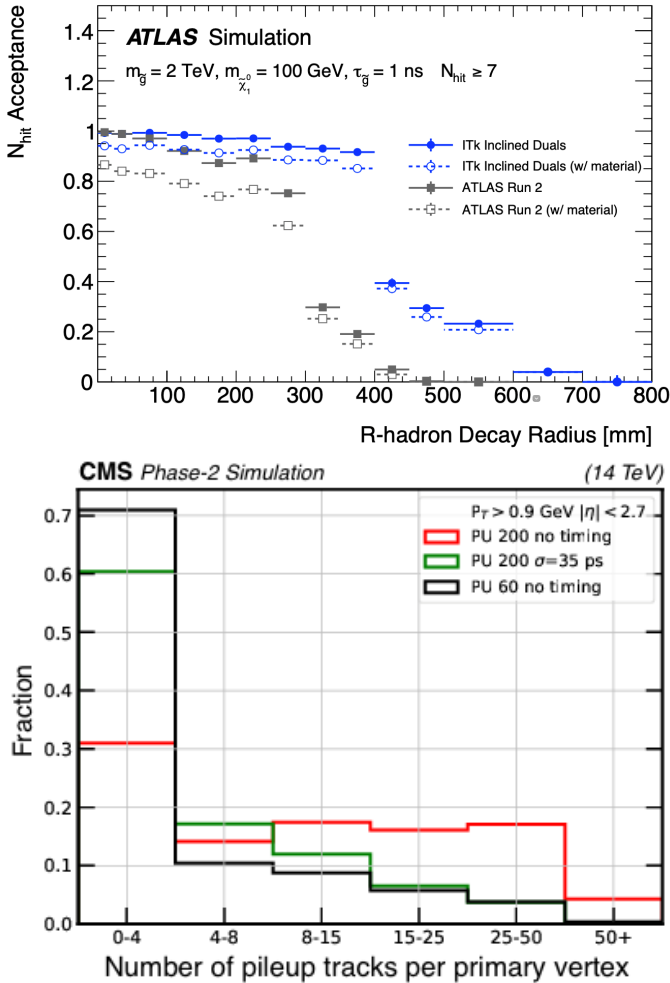 1.4
1.2
1
0.8
0.6
0.4
0.2
0
N_hit Acceptance
ATLAS Simulation
m_g̃ = 2 TeV, m_χ̃⁰₁ = 100 GeV, τ_g̃ = 1 ns N_hit ≥ 7
ITk Inclined Duals
ITk Inclined Duals (w/ material)
ATLAS Run 2
ATLAS Run 2 (w/ material)
100 200 300 400 500 600 700 800
R-hadron Decay Radius [mm]
CMS Phase-2 Simulation (14 TeV)
P_T > 0.9 GeV |η| < 2.7
PU 200 no timing
PU 200 σ=35 ps
PU 60 no timing
0.7
0.6
0.5
0.4
0.3
0.2
0.1
0.0
Fraction
0-4 4-8 8-15 15-25 25-50 50+
Number of pileup tracks per primary vertex